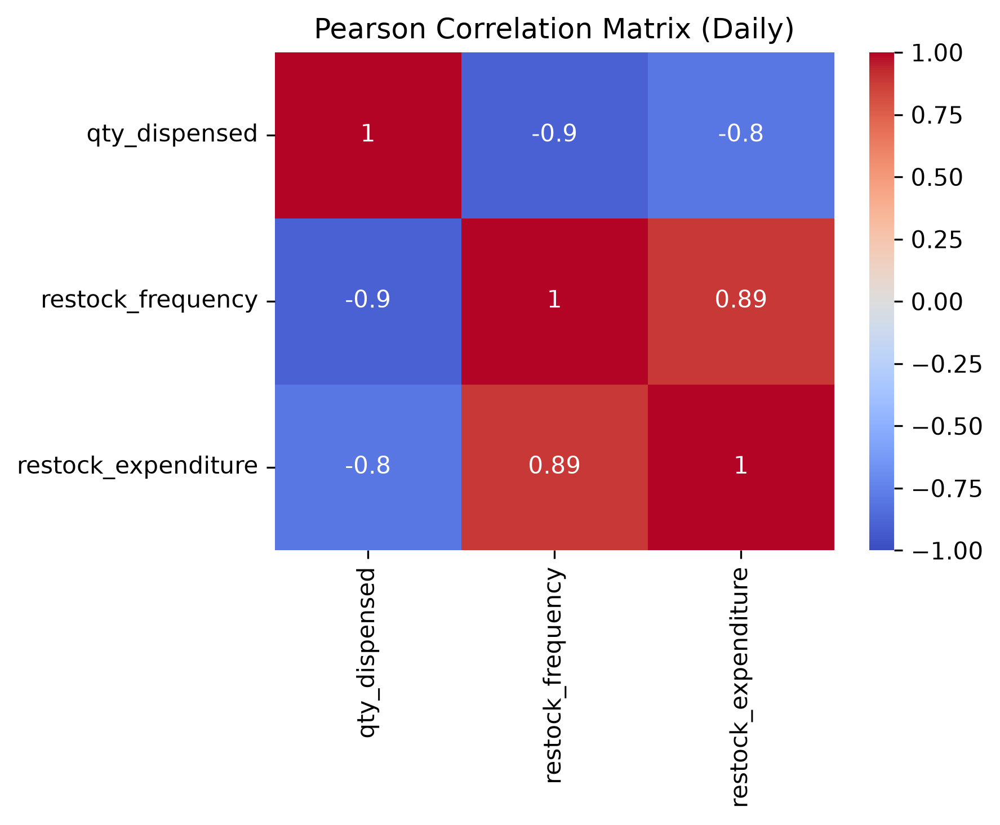 Pearson Correlation Matrix (Daily)
qty_dispensed
1
-0.9
-0.8
restock_frequency
-0.9
1
0.89
restock_expenditure
-0.8
0.89
1
qty_dispensed
restock_frequency
restock_expenditure
1.00
0.75
0.50
0.25
0.00
−0.25
−0.50
−0.75
−1.00